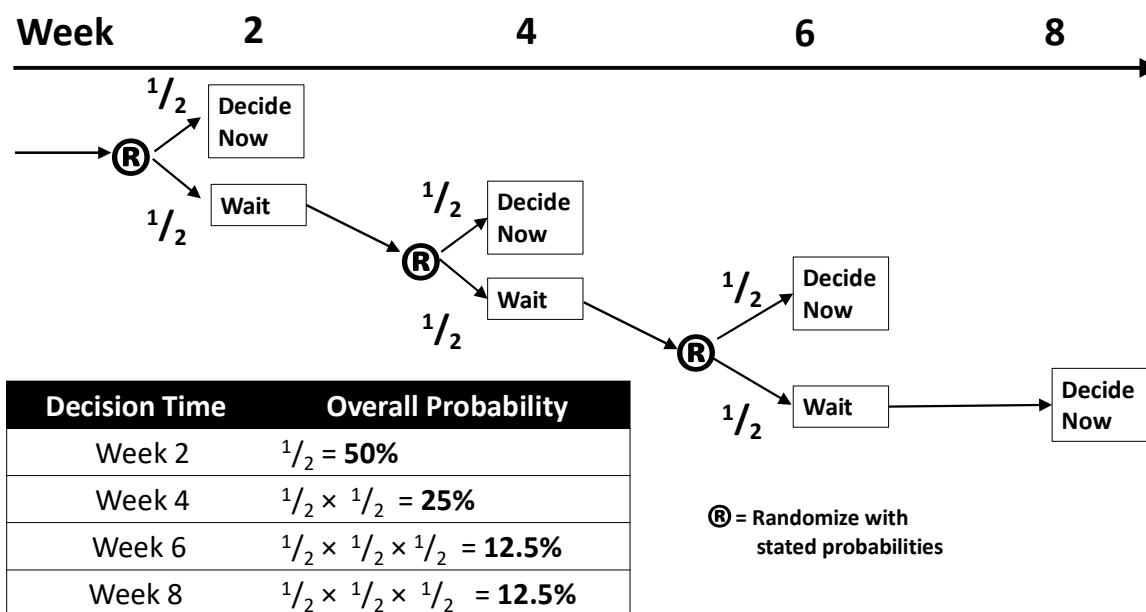 Week 2 4 6 8
1/2
Decide
Now
Ⓡ
1/2
Wait
1/2
Decide
Now
Ⓡ
1/2
Wait
1/2
Decide
Now
Ⓡ
1/2
Wait
Decide
Now
Decision Time Overall Probability
Week 2 1/2 = 50%
Week 4 1/2 × 1/2 = 25%
Week 6 1/2 × 1/2 × 1/2 = 12.5%
Week 8 1/2 × 1/2 × 1/2 = 12.5%
Ⓡ = Randomize with
stated probabilities